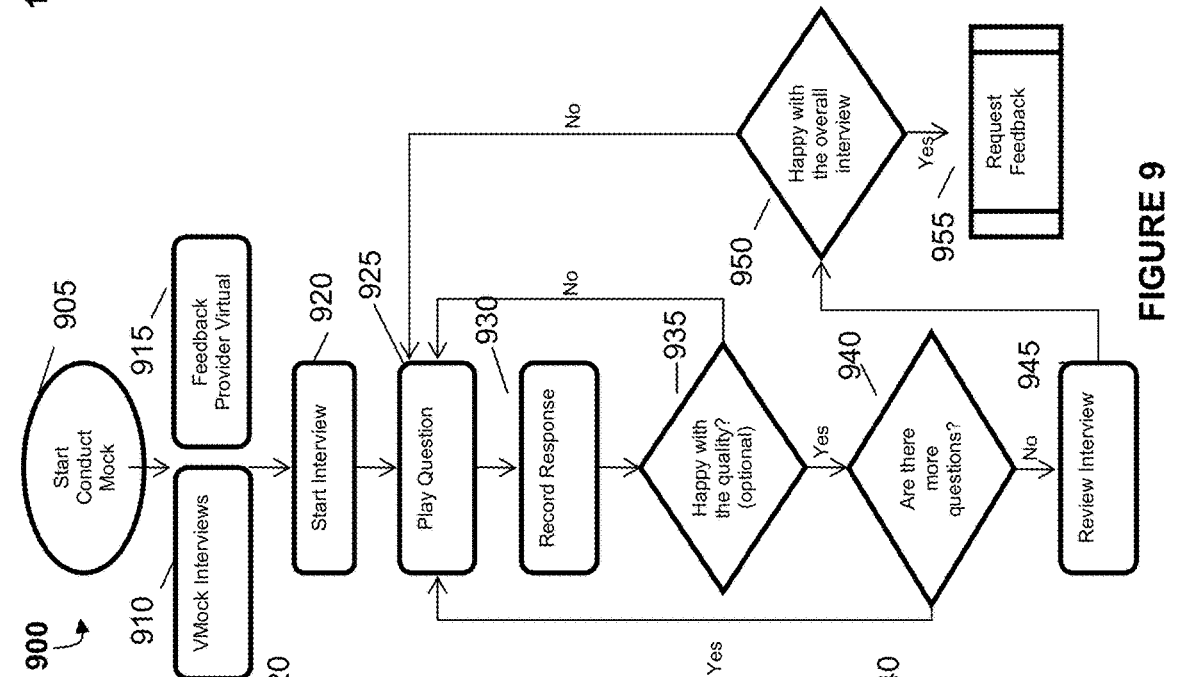 900
905
Start
Conduct
Mock
910
VMock Interviews
915
Feedback
Provider Virtual
920
Start Interview
925
Play Question
930
Record Response
935
Happy with
the quality?
(optional)
No
Yes
940
Are there
more
questions?
Yes
No
945
Review Interview
950
Happy with
the overall
interview
No
Yes
955
Request
Feedback
FIGURE 9